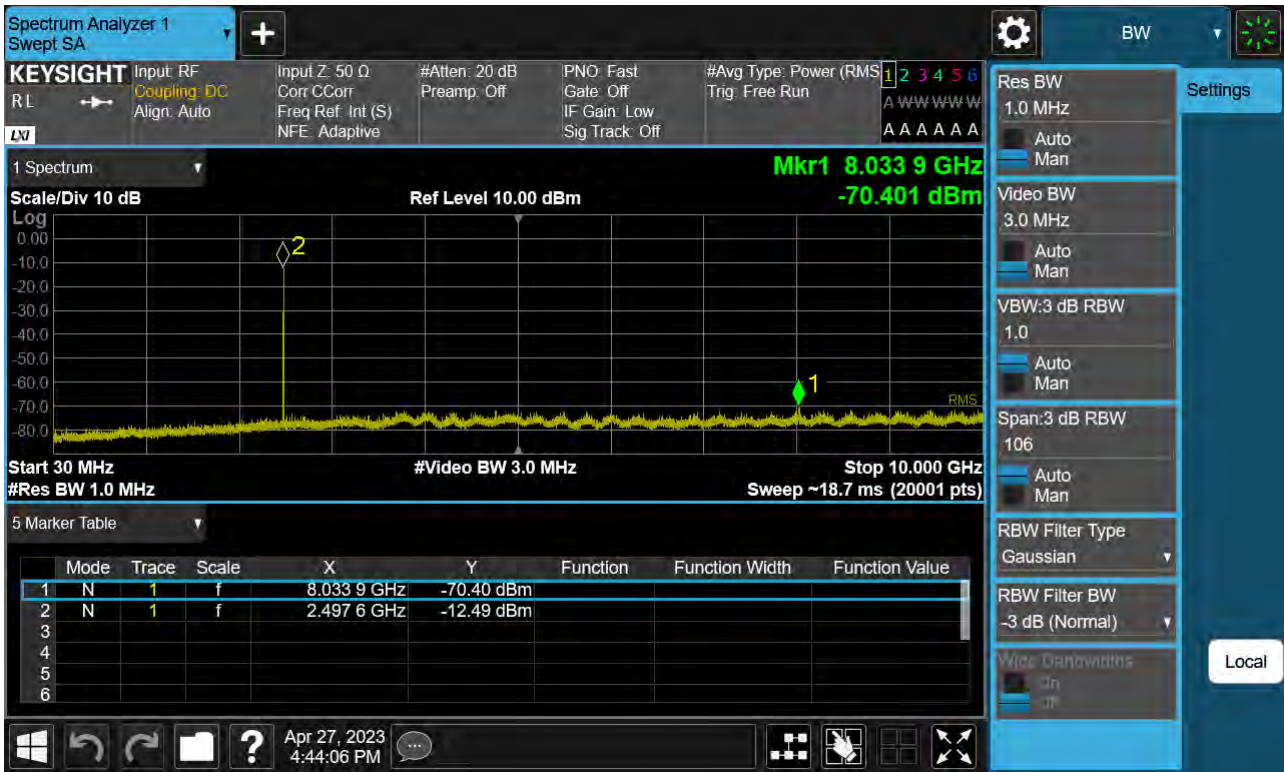 Spectrum Analyzer 1
Swept SA
+
BW
KEYSIGHT
RL
LXI
Input: RF
Coupling: DC
Align: Auto
Input Z: 50 Ω
Corr CCorr
Freq Ref: Int (S)
NFE: Adaptive
#Atten: 20 dB
Preamp: Off
PNO: Fast
Gate: Off
IF Gain: Low
Sig Track: Off
#Avg Type: Power (RMS
Trig: Free Run
1 2 3 4 5 6
A W W W W W
A A A A A A
1 Spectrum
Mkr1 8.033 9 GHz
Scale/Div 10 dB
Ref Level 10.00 dBm
-70.401 dBm
Log
0.00
-10.0
-20.0
-30.0
-40.0
-50.0
-60.0
-70.0
-80.0
2
1
RMS
Start 30 MHz
#Video BW 3.0 MHz
Stop 10.000 GHz
#Res BW 1.0 MHz
Sweep ~18.7 ms (20001 pts)
5 Marker Table
Mode Trace Scale X Y Function Function Width Function Value
1 N 1 f 8.033 9 GHz -70.40 dBm
2 N 1 f 2.497 6 GHz -12.49 dBm
3
4
5
6
Apr 27, 2023
4:44:06 PM
?
Res BW
1.0 MHz
Auto
Man
Video BW
3.0 MHz
Auto
Man
VBW:3 dB RBW
1.0
Auto
Man
Span:3 dB RBW
106
Auto
Man
RBW Filter Type
Gaussian
RBW Filter BW
-3 dB (Normal)
Settings
Local